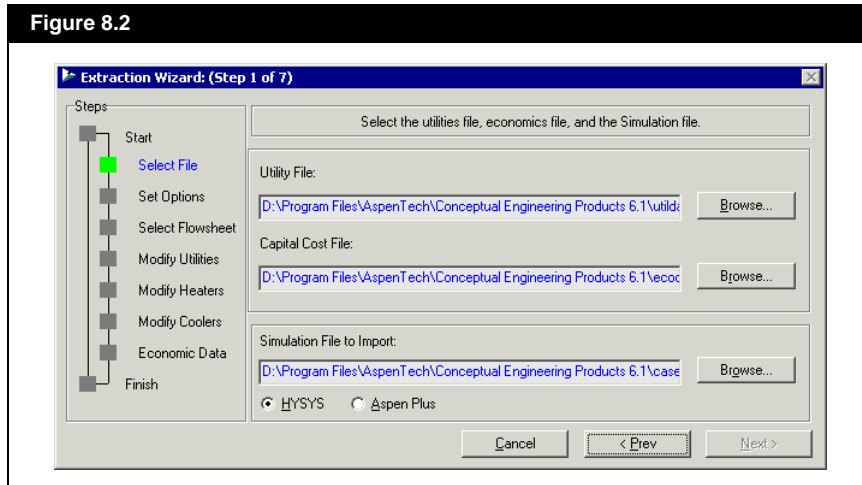 Figure 8.2
Extraction Wizard: (Step 1 of 7)
Steps
Start
Select File
Set Options
Select Flowsheet
Modify Utilities
Modify Heaters
Modify Coolers
Economic Data
Finish
Select the utilities file, economics file, and the Simulation file.
Utility File:
D:\Program Files\AspenTech\Conceptual Engineering Products 6.1\utilda
Browse...
Capital Cost File:
D:\Program Files\AspenTech\Conceptual Engineering Products 6.1\ecoc
Browse...
Simulation File to Import:
D:\Program Files\AspenTech\Conceptual Engineering Products 6.1\case
Browse...
HYSYS Aspen Plus
Cancel < Prev Next >